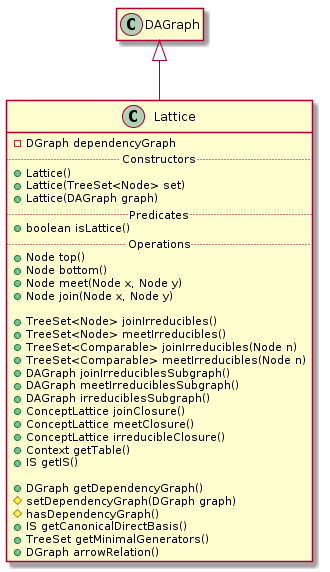 C DAGraph
C Lattice
DGraph dependencyGraph
Constructors
Lattice()
Lattice(TreeSet<Node> set)
Lattice(DAGraph graph)
Predicates
boolean isLattice()
Operations
Node top()
Node bottom()
Node meet(Node x, Node y)
Node join(Node x, Node y)
TreeSet<Node> joinIrreducibles()
TreeSet<Node> meetIrreducibles()
TreeSet<Comparable> joinIrreducibles(Node n)
TreeSet<Comparable> meetIrreducibles(Node n)
DAGraph joinIrreduciblesSubgraph()
DAGraph meetIrreduciblesSubgraph()
DAGraph irreduciblesSubgraph()
ConceptLattice joinClosure()
ConceptLattice meetClosure()
ConceptLattice irreducibleClosure()
Context getTable()
IS getIS()
DGraph getDependencyGraph()
setDependencyGraph(DGraph graph)
hasDependencyGraph()
IS getCanonicalDirectBasis()
TreeSet getMinimalGenerators()
DGraph arrowRelation()